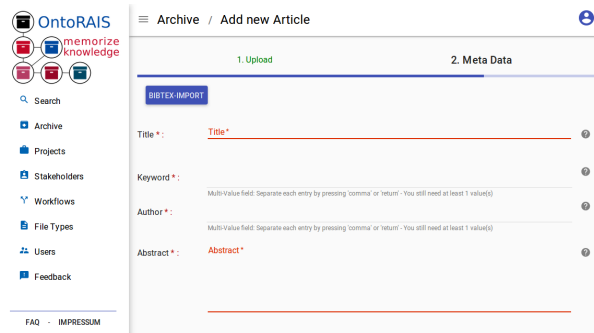 OntoRAIS
memorize
knowledge
Search
Archive
Projects
Stakeholders
Workflows
File Types
Users
Feedback
FAQ - IMPRESSUM
Archive / Add new Article
1. Upload
2. Meta Data
BIBTEX-IMPORT
Title * :
Title *
Keyword * :
Multi-Value field: Separate each entry by pressing 'comma' or 'return' - You still need at least 1 value(s)
Author * :
Multi-Value field: Separate each entry by pressing 'comma' or 'return' - You still need at least 1 value(s)
Abstract * :
Abstract *